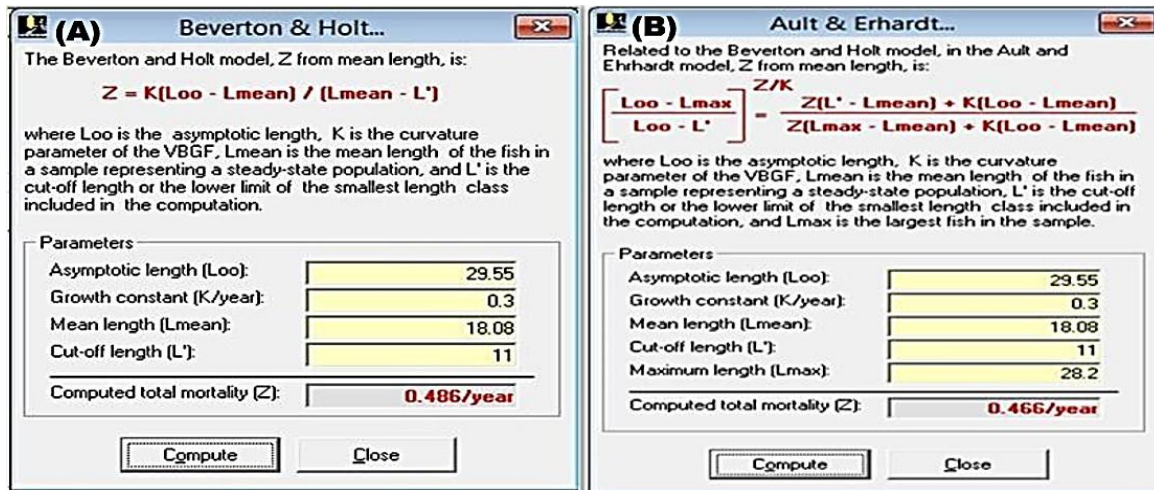 (A)
Beverton & Holt...
The Beverton and Holt model, Z from mean length, is:
Z = K(Loo - Lmean) / (Lmean - L')
where Loo is the asymptotic length, K is the curvature
parameter of the VBGF, Lmean is the mean length of the fish in
a sample representing a steady-state population, and L' is the
cut-off length or the lower limit of the smallest length class
included in the computation.
Parameters
Asymptotic length (Loo): 29.55
Growth constant (K/year): 0.3
Mean length (Lmean): 18.08
Cut-off length (L'): 11
Computed total mortality (Z): 0.486/year
Compute Close
(B)
Ault & Erhardt...
Related to the Beverton and Holt model, in the Ault and
Ehrhardt model, Z from mean length, is:
Z/K
Loo - Lmax
Loo - L'
=
Z(L' - Lmean) + K(Loo - Lmean)
Z(Lmax - Lmean) + K(Loo - Lmean)
where Loo is the asymptotic length, K is the curvature
parameter of the VBGF, Lmean is the mean length of the fish in
a sample representing a steady-state population, L' is the cut-off
length or the lower limit of the smallest length class included in
the computation, and Lmax is the largest fish in the sample.
Parameters
Asymptotic length (Loo): 29.55
Growth constant (K/year): 0.3
Mean length (Lmean): 18.08
Cut-off length (L'): 11
Maximum length (Lmax): 28.2
Computed total mortality (Z): 0.466/year
Compute Close